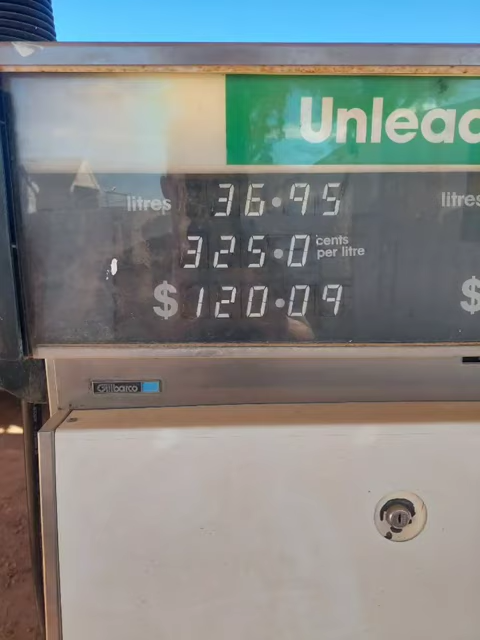 Unlead
litres 36.95 litres
325.0 cents
per litre
$ 120.09 $
Gilbarco